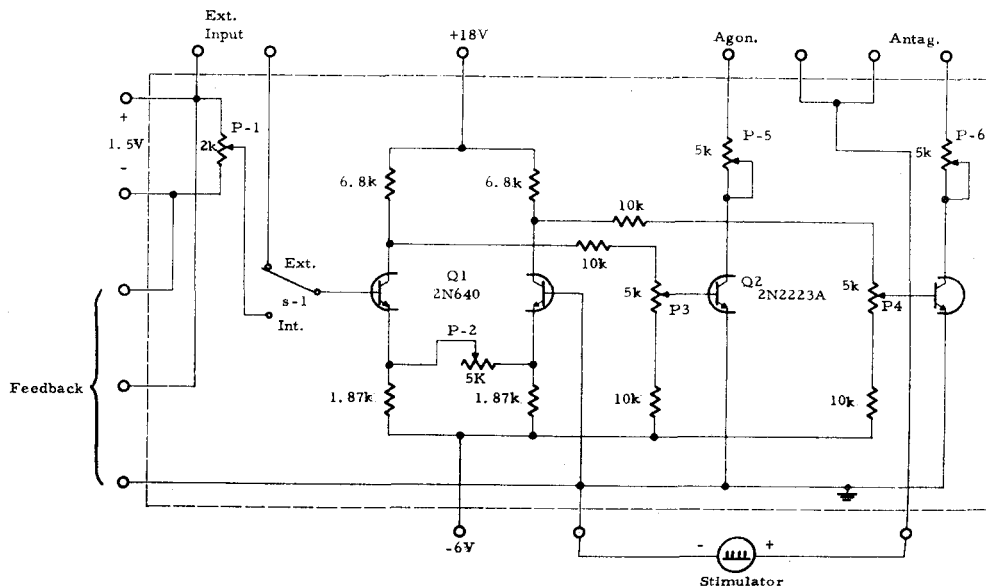 Ext.
Input
+18V
Agon.
Antag.
+
1.5V
-
2k
P-1
6.8k
6.8k
5k
P-5
5k
P-6
10k
10k
Ext.
s-1
Int.
Q1
2N640
5k
P3
Q2
2N2223A
5k
P4
P-2
5K
1.87k
1.87k
10k
10k
Feedback
-6V
-
+
Stimulator